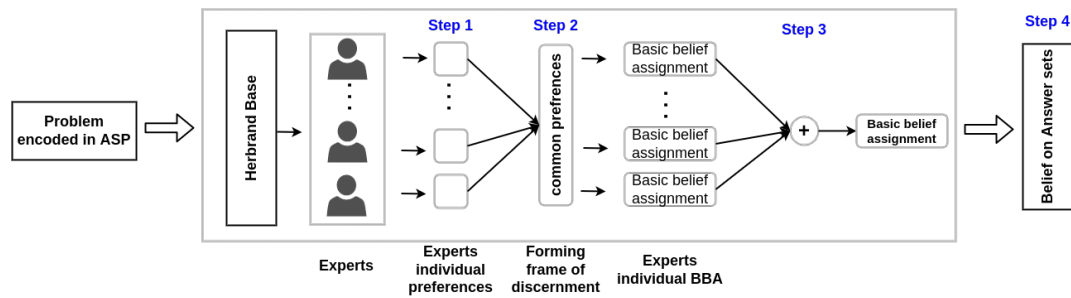 Step 1
Step 2
Step 3
Step 4
Problem
encoded in ASP
Herbrand Base
common prefrences
Basic belief
assignment
Basic belief
assignment
Basic belief
assignment
+
Basic belief
assignment
Belief on Answer sets
Experts
Experts
individual
preferences
Forming
frame of
discernment
Experts
individual BBA